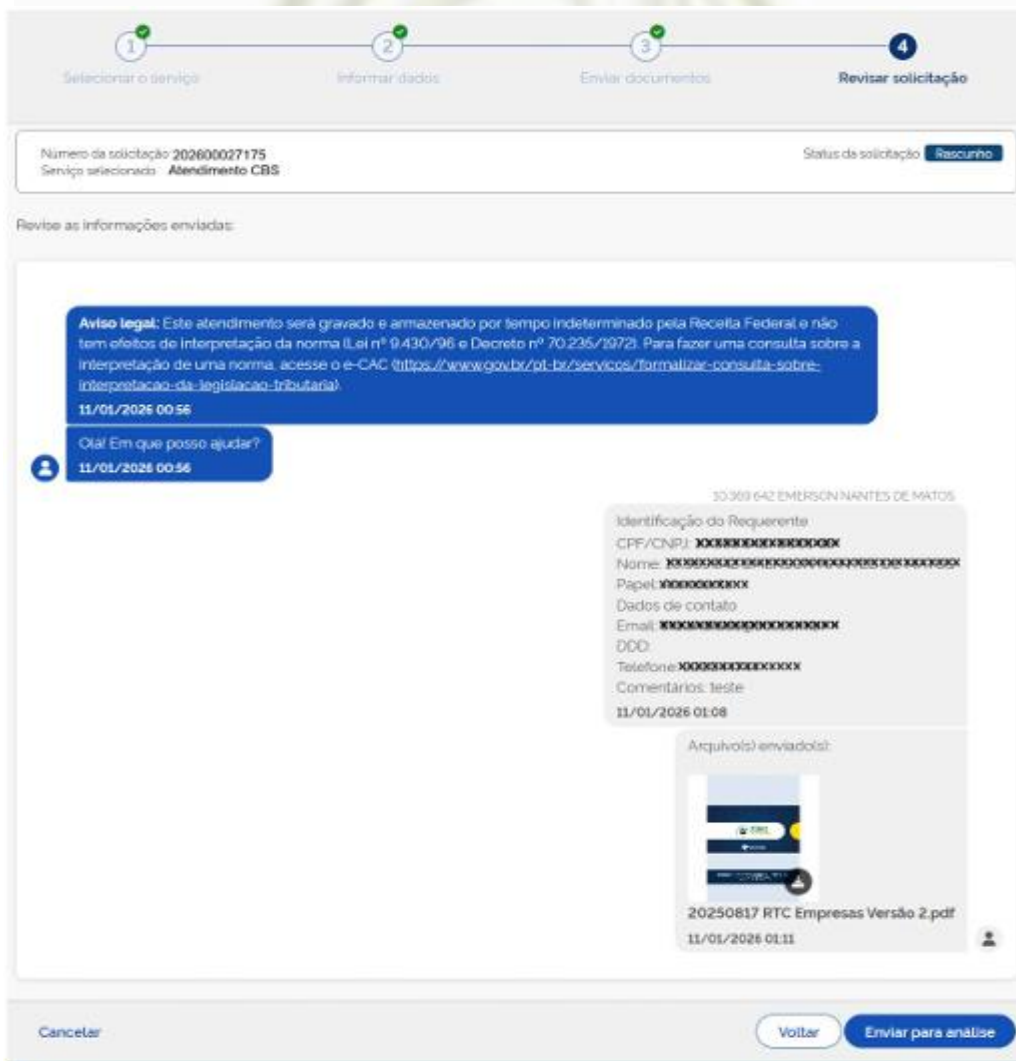 1
2
3
4
Selecionar o serviço
Informar dados
Enviar documentos
Revisar solicitação
Número da solicitação 202600027175
Status da solicitação Rascunho
Serviço selecionado Atendimento CBS
Revise as informações enviadas:
Aviso legal: Este atendimento será gravado e armazenado por tempo indeterminado pela Receita Federal e não
tem efeitos de interpretação da norma (Lei nº 9.430/96 e Decreto nº 70.235/1972). Para fazer uma consulta sobre a
interpretação de uma norma, acesse o e-CAC (https://www.gov.br/pt-br/servicos/formalizar-consulta-sobre-
interpretacao-da-legislacao-tributaria).
11/01/2026 00:56
Olá! Em que posso ajudar?
11/01/2026 00:56
10.369.642 EMERSON NANTES DE MATOS
Identificação do Requerente
CPF/CNPJ:
Nome:
Papel:
Dados de contato
Email:
DDD:
Telefone:
Comentários: teste
11/01/2026 01:08
Arquivo(s) enviado(s):
20250817 RTC Empresas Versão 2.pdf
11/01/2026 01:11
Cancelar
Voltar
Enviar para análise